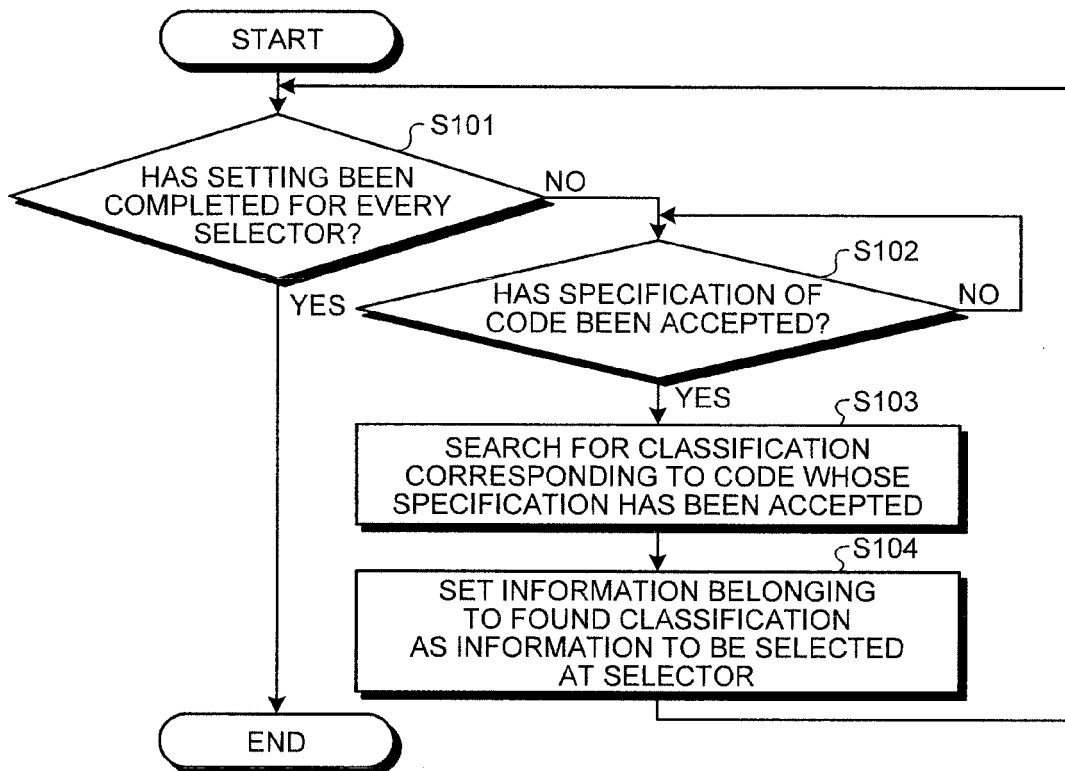 START
S101
HAS SETTING BEEN
COMPLETED FOR EVERY
SELECTOR?
NO
YES
S102
HAS SPECIFICATION OF
CODE BEEN ACCEPTED?
NO
YES
S103
SEARCH FOR CLASSIFICATION
CORRESPONDING TO CODE WHOSE
SPECIFICATION HAS BEEN ACCEPTED
S104
SET INFORMATION BELONGING
TO FOUND CLASSIFICATION
AS INFORMATION TO BE SELECTED
AT SELECTOR
END